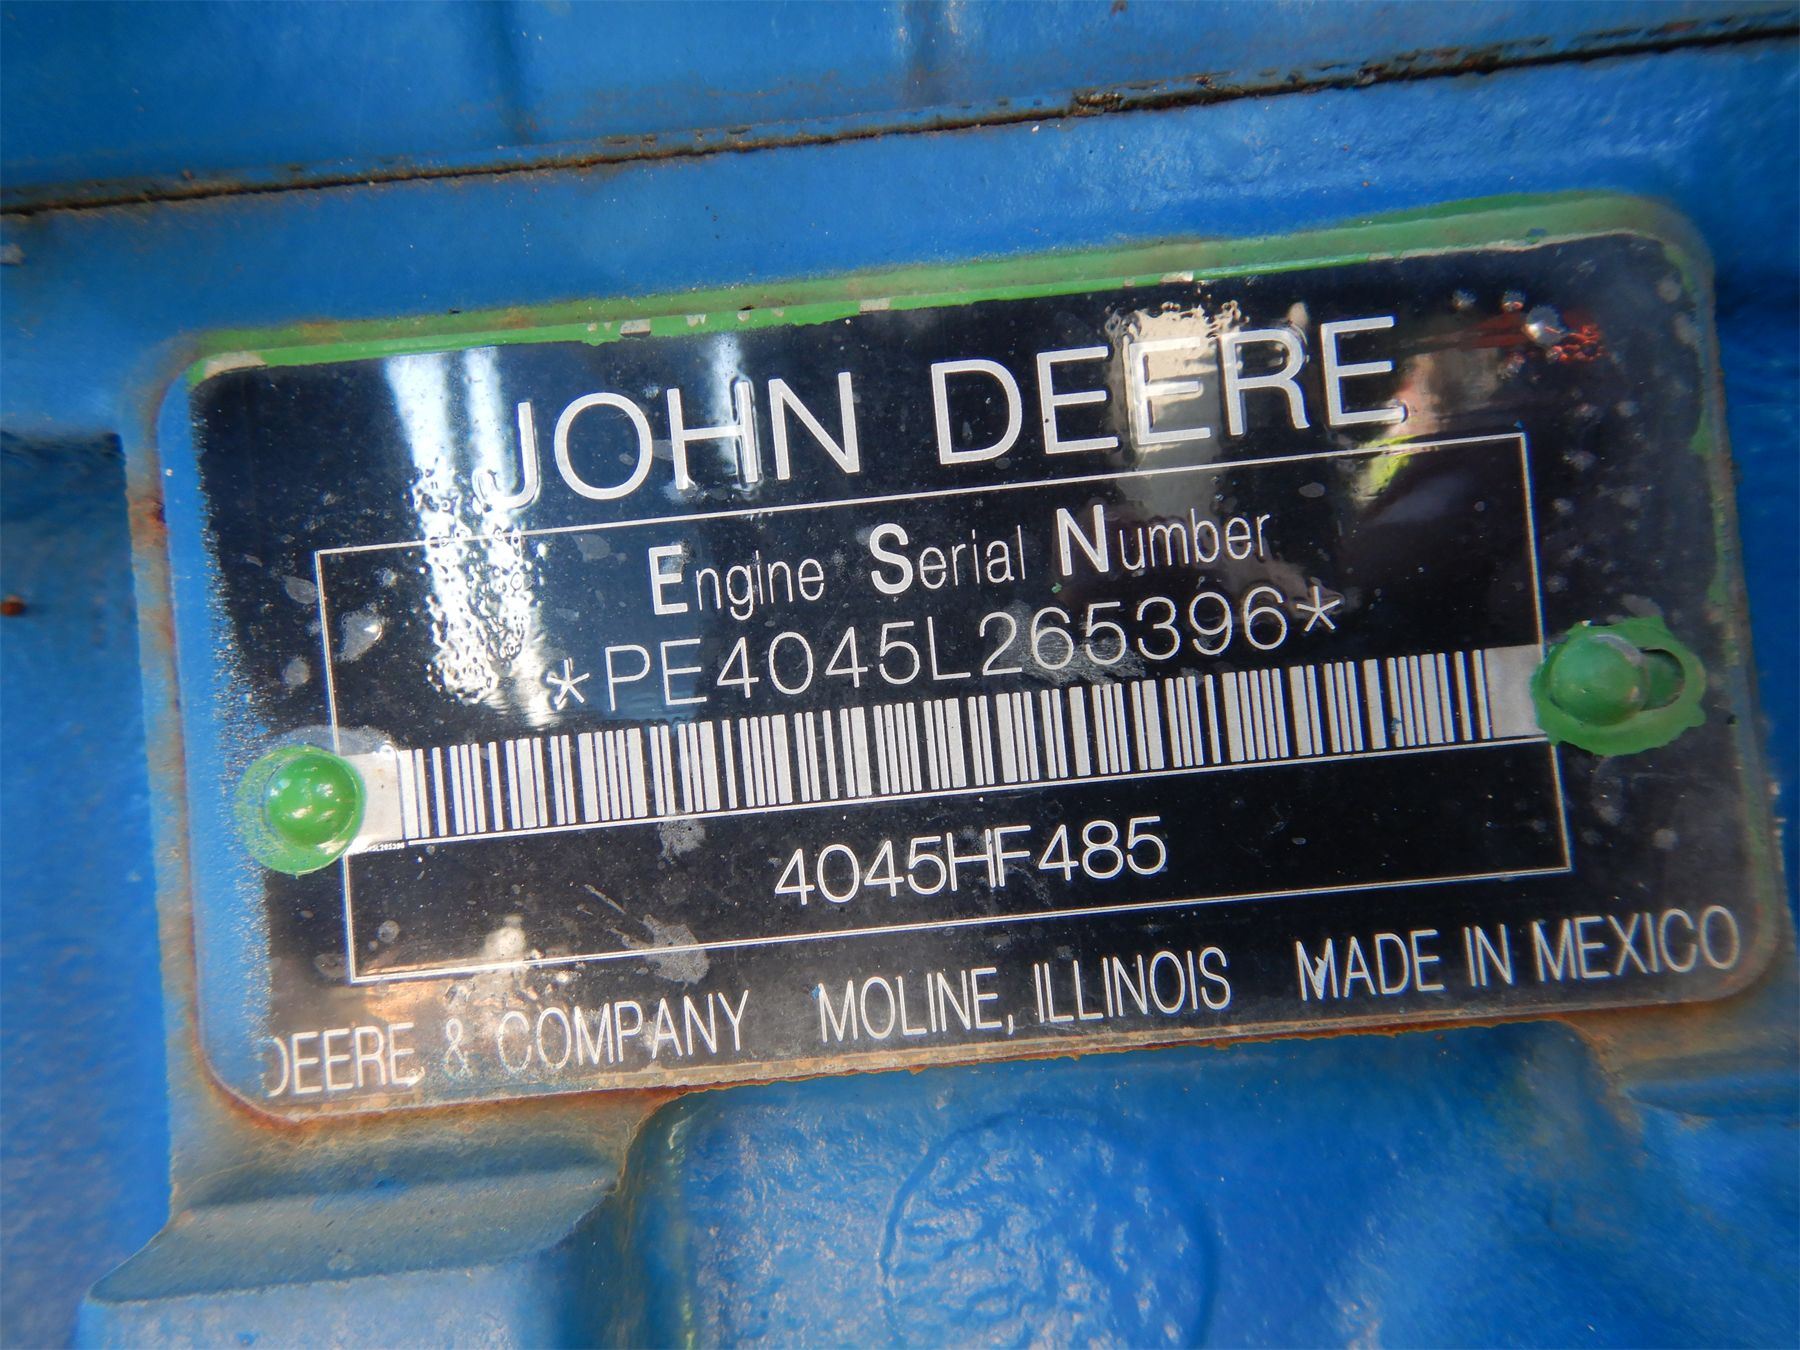 JOHN DEERE
Engine Serial Number
*PE4045L265396*
4045HF485
DEERE & COMPANY MOLINE, ILLINOIS MADE IN MEXICO